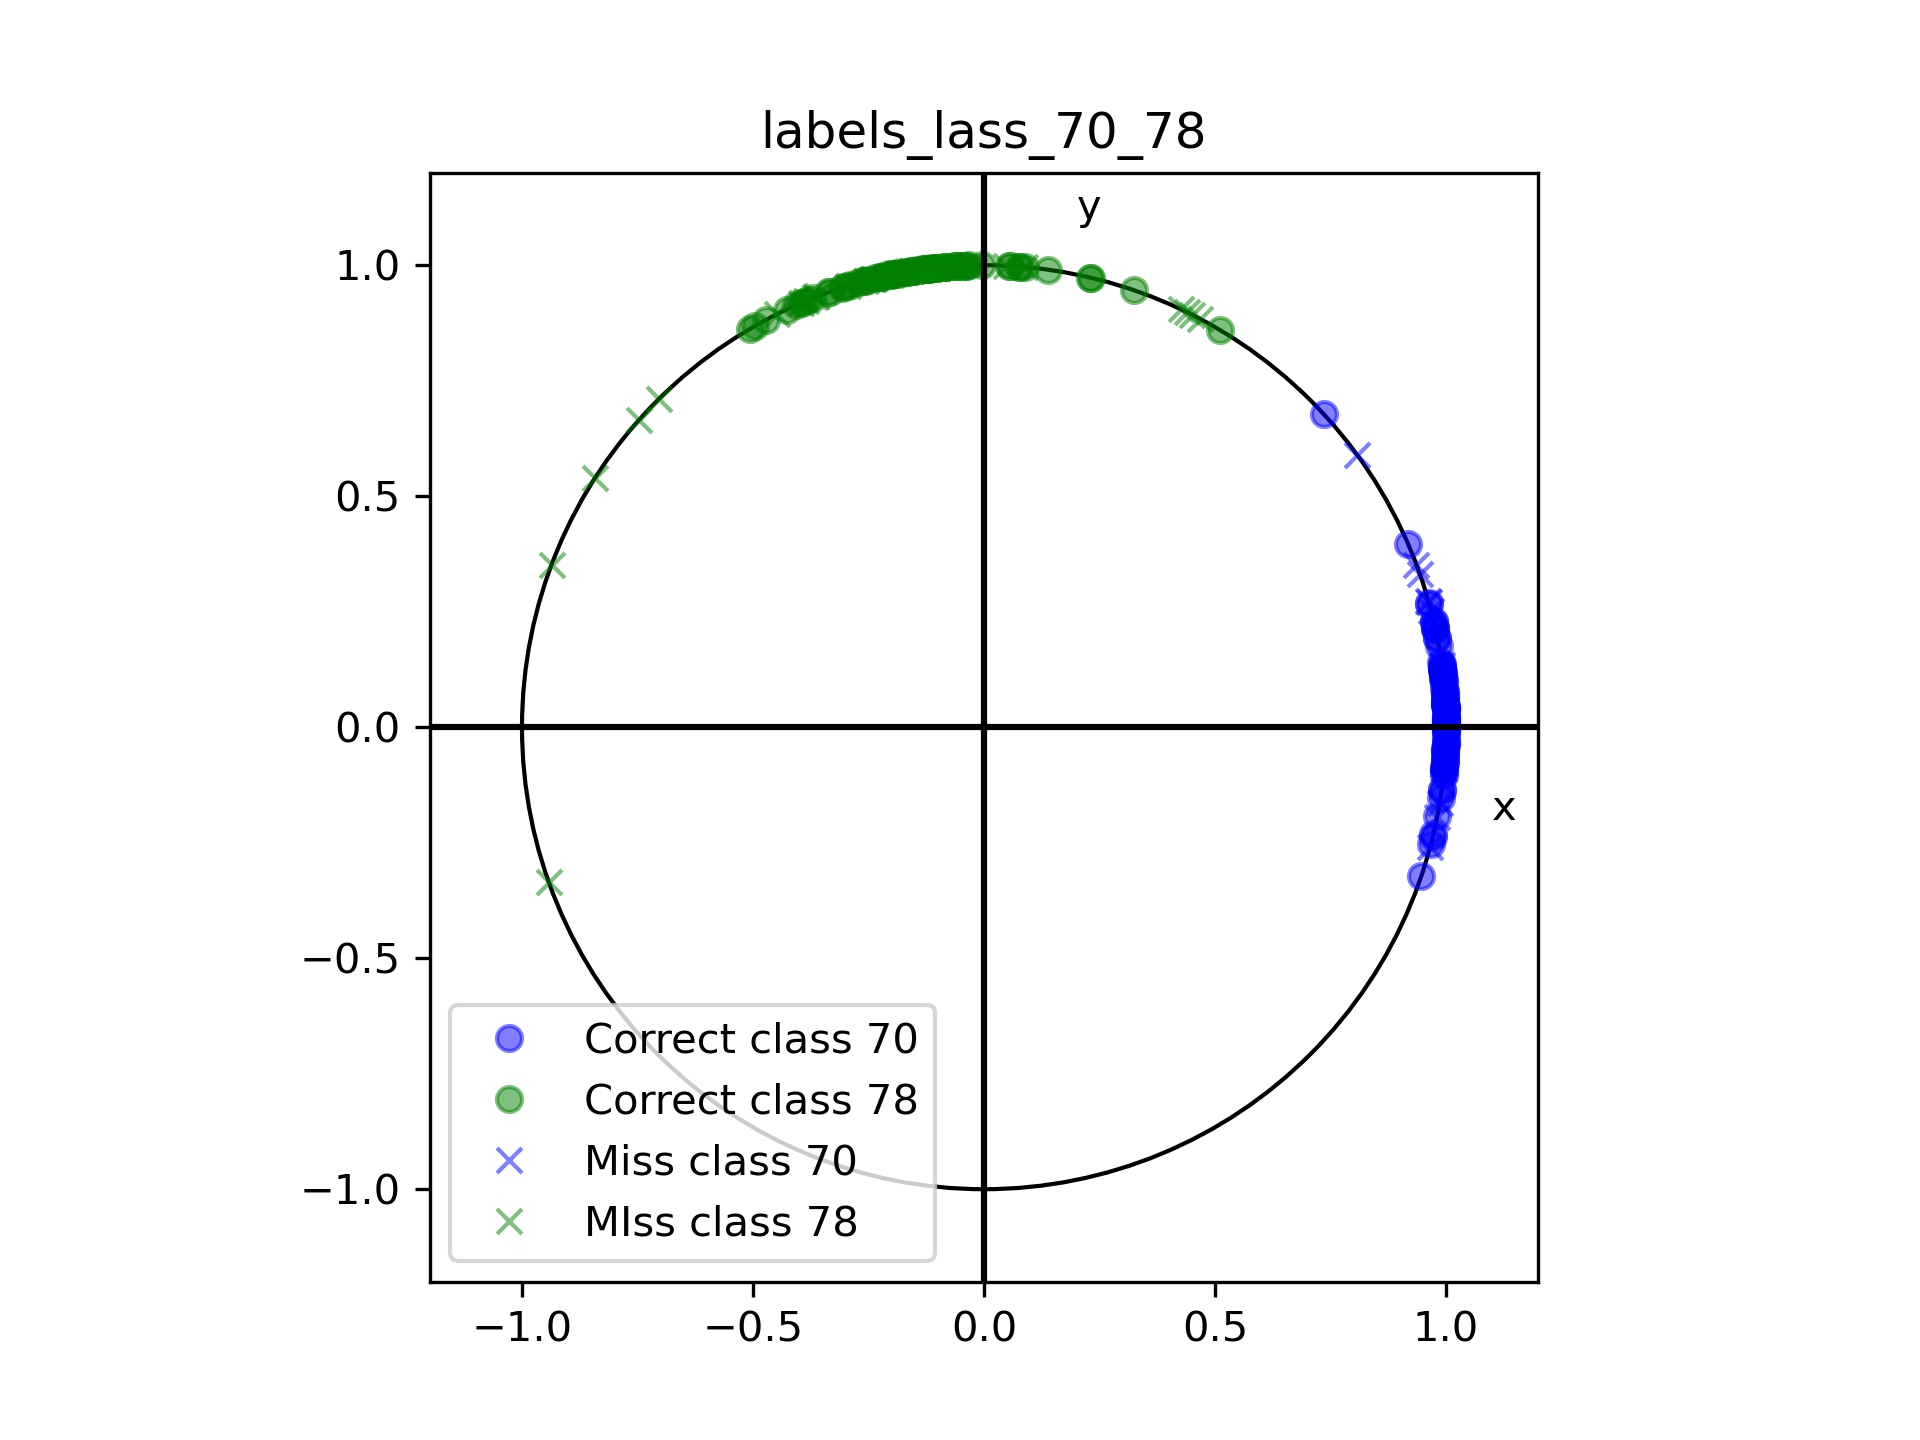 labels_lass_70_78
y
1.0
0.5
0.0
x
−0.5
−1.0
Correct class 70
Correct class 78
Miss class 70
MIss class 78
−1.0 −0.5 0.0 0.5 1.0